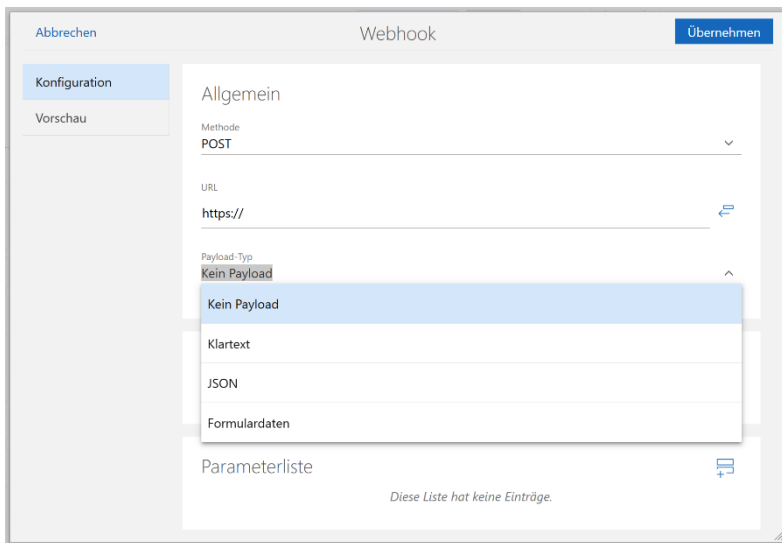 Abbrechen
Webhook
Übernehmen
Konfiguration
Vorschau
Allgemein
Methode
POST
URL
https://
Payload-Typ
Kein Payload
Kein Payload
Klartext
JSON
Formulardaten
Parameterliste
Diese Liste hat keine Einträge.